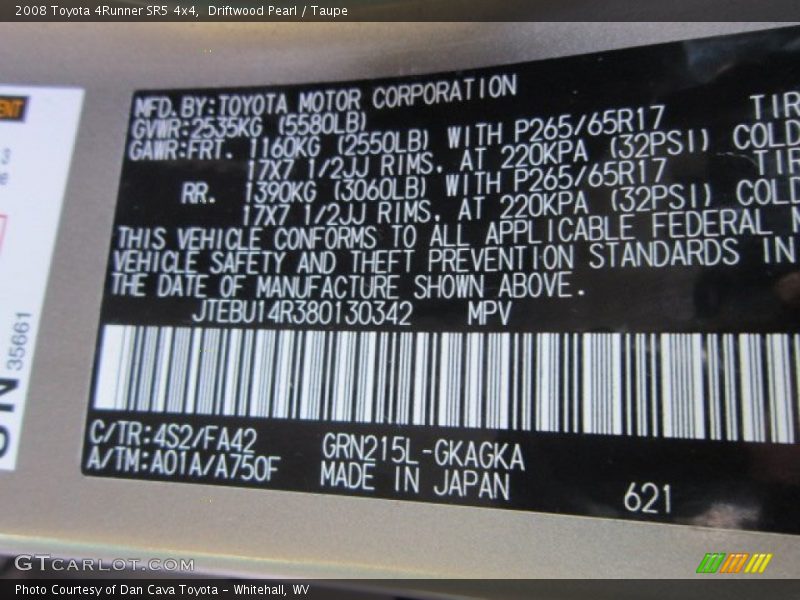 2008 Toyota 4Runner SR5 4x4, Driftwood Pearl / Taupe
MFD.BY:TOYOTA MOTOR CORPORATION
GVWR:2535KG (5580LB)
GAWR:FRT. 1160KG (2550LB) WITH P265/65R17 TIR
17X7 1/2JJ RIMS, AT 220KPA (32PSI) COLD
RR. 1390KG (3060LB) WITH P265/65R17 TIR
17X7 1/2JJ RIMS, AT 220KPA (32PSI) COLD
THIS VEHICLE CONFORMS TO ALL APPLICABLE FEDERAL M
VEHICLE SAFETY AND THEFT PREVENTION STANDARDS IN
THE DATE OF MANUFACTURE SHOWN ABOVE.
JTEBU14R380130342 MPV
C/TR:4S2/FA42 GRN215L-GKAGKA
A/TM:A01A/A750F MADE IN JAPAN
621
35661
GTCARLOT.COM
Photo Courtesy of Dan Cava Toyota - Whitehall, WV